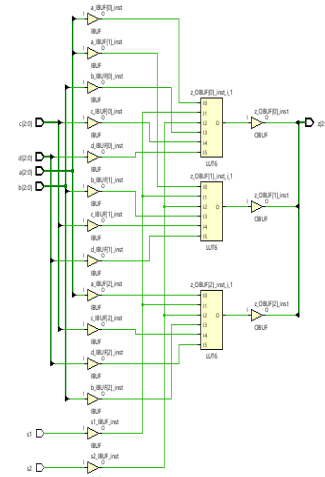 a_IBUF[0]_inst
I O
IBUF
a_IBUF[1]_inst
I O
IBUF
b_IBUF[0]_inst
I O
IBUF
c[2:0]
c_IBUF[0]_inst
I O
IBUF
d[2:0]
d_IBUF[0]_inst
I O
IBUF
a[2:0]
b[2:0]
b_IBUF[1]_inst
I O
IBUF
c_IBUF[1]_inst
I O
IBUF
d_IBUF[1]_inst
I O
IBUF
a_IBUF[2]_inst
I O
IBUF
c_IBUF[2]_inst
I O
IBUF
d_IBUF[2]_inst
I O
IBUF
b_IBUF[2]_inst
I O
IBUF
s1
s1_IBUF_inst
I O
IBUF
s2
s2_IBUF_inst
I O
IBUF
z_OBUF[0]_inst_i_1
I0
I1
I2 O
I3
I4
I5
LUT6
z_OBUF[1]_inst_i_1
I0
I1
I2 O
I3
I4
I5
LUT6
z_OBUF[2]_inst_i_1
I0
I1
I2 O
I3
I4
I5
LUT6
z_OBUF[0]_inst
I O
OBUF
z_OBUF[1]_inst
I O
OBUF
z_OBUF[2]_inst
I O
OBUF
z[2: